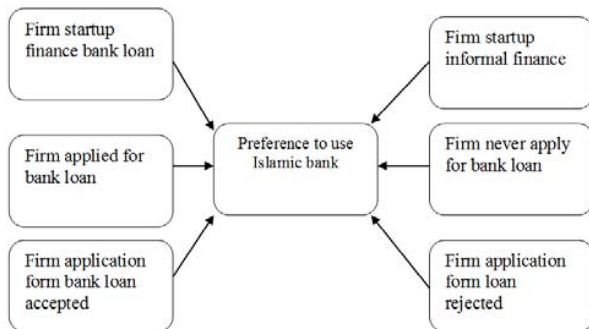 Firm startup
finance bank loan
Firm applied for
bank loan
Firm application
form bank loan
accepted
Preference to use
Islamic bank
Firm startup
informal finance
Firm never apply
for bank loan
Firm application
form loan
rejected